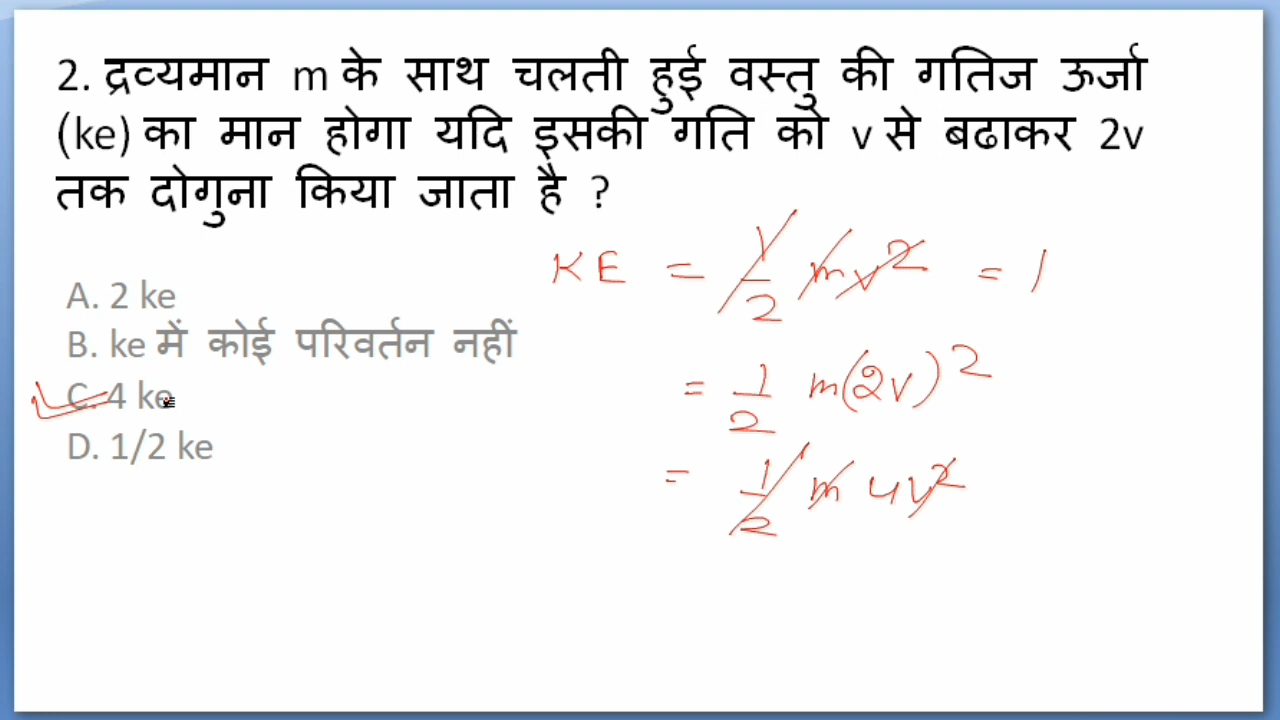 2. द्रव्यमान m के साथ चलती हुई वस्तु की गतिज ऊर्जा
(ke) का मान होगा यदि इसकी गति को v से बढाकर 2v
तक दोगुना किया जाता है ?
KE = 1/2 mv² = 1
A. 2 ke
B. ke में कोई परिवर्तन नहीं
= 1/2 m(2v)²
C. 4 ke
D. 1/2 ke
= 1/2 m 4v²